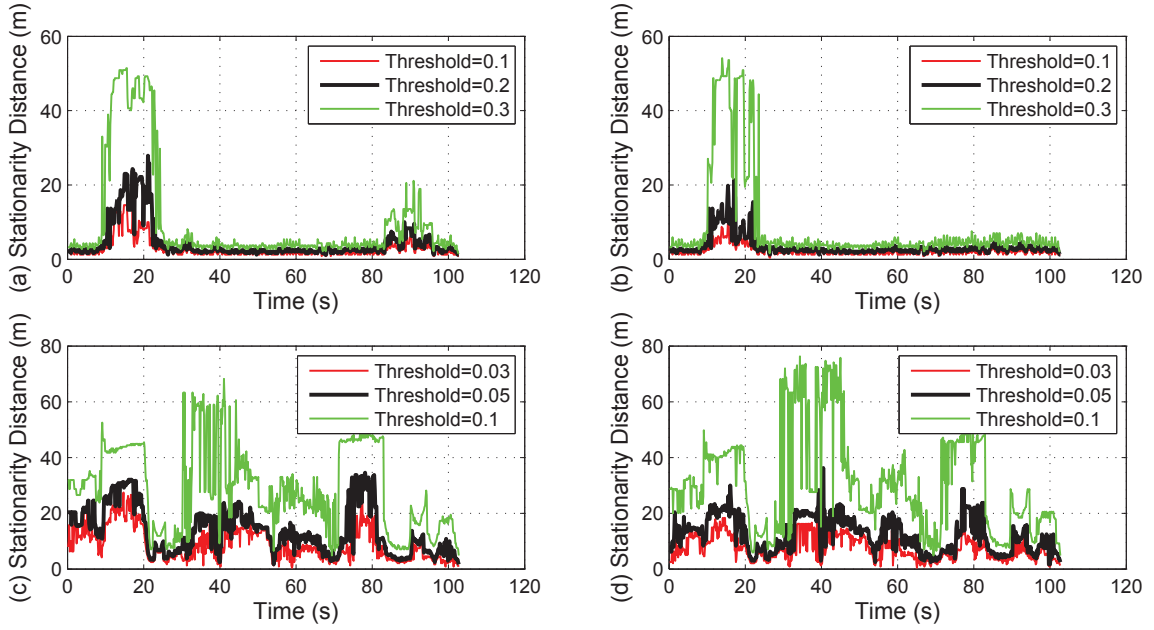 (a) Stationarity Distance (m)
60
40
20
0
Threshold=0.1
Threshold=0.2
Threshold=0.3
0 20 40 60 80 100 120
Time (s)
(b) Stationarity Distance (m)
60
40
20
0
Threshold=0.1
Threshold=0.2
Threshold=0.3
0 20 40 60 80 100 120
Time (s)
(c) Stationarity Distance (m)
80
60
40
20
0
Threshold=0.03
Threshold=0.05
Threshold=0.1
0 20 40 60 80 100 120
Time (s)
(d) Stationarity Distance (m)
80
60
40
20
0
Threshold=0.03
Threshold=0.05
Threshold=0.1
0 20 40 60 80 100 120
Time (s)